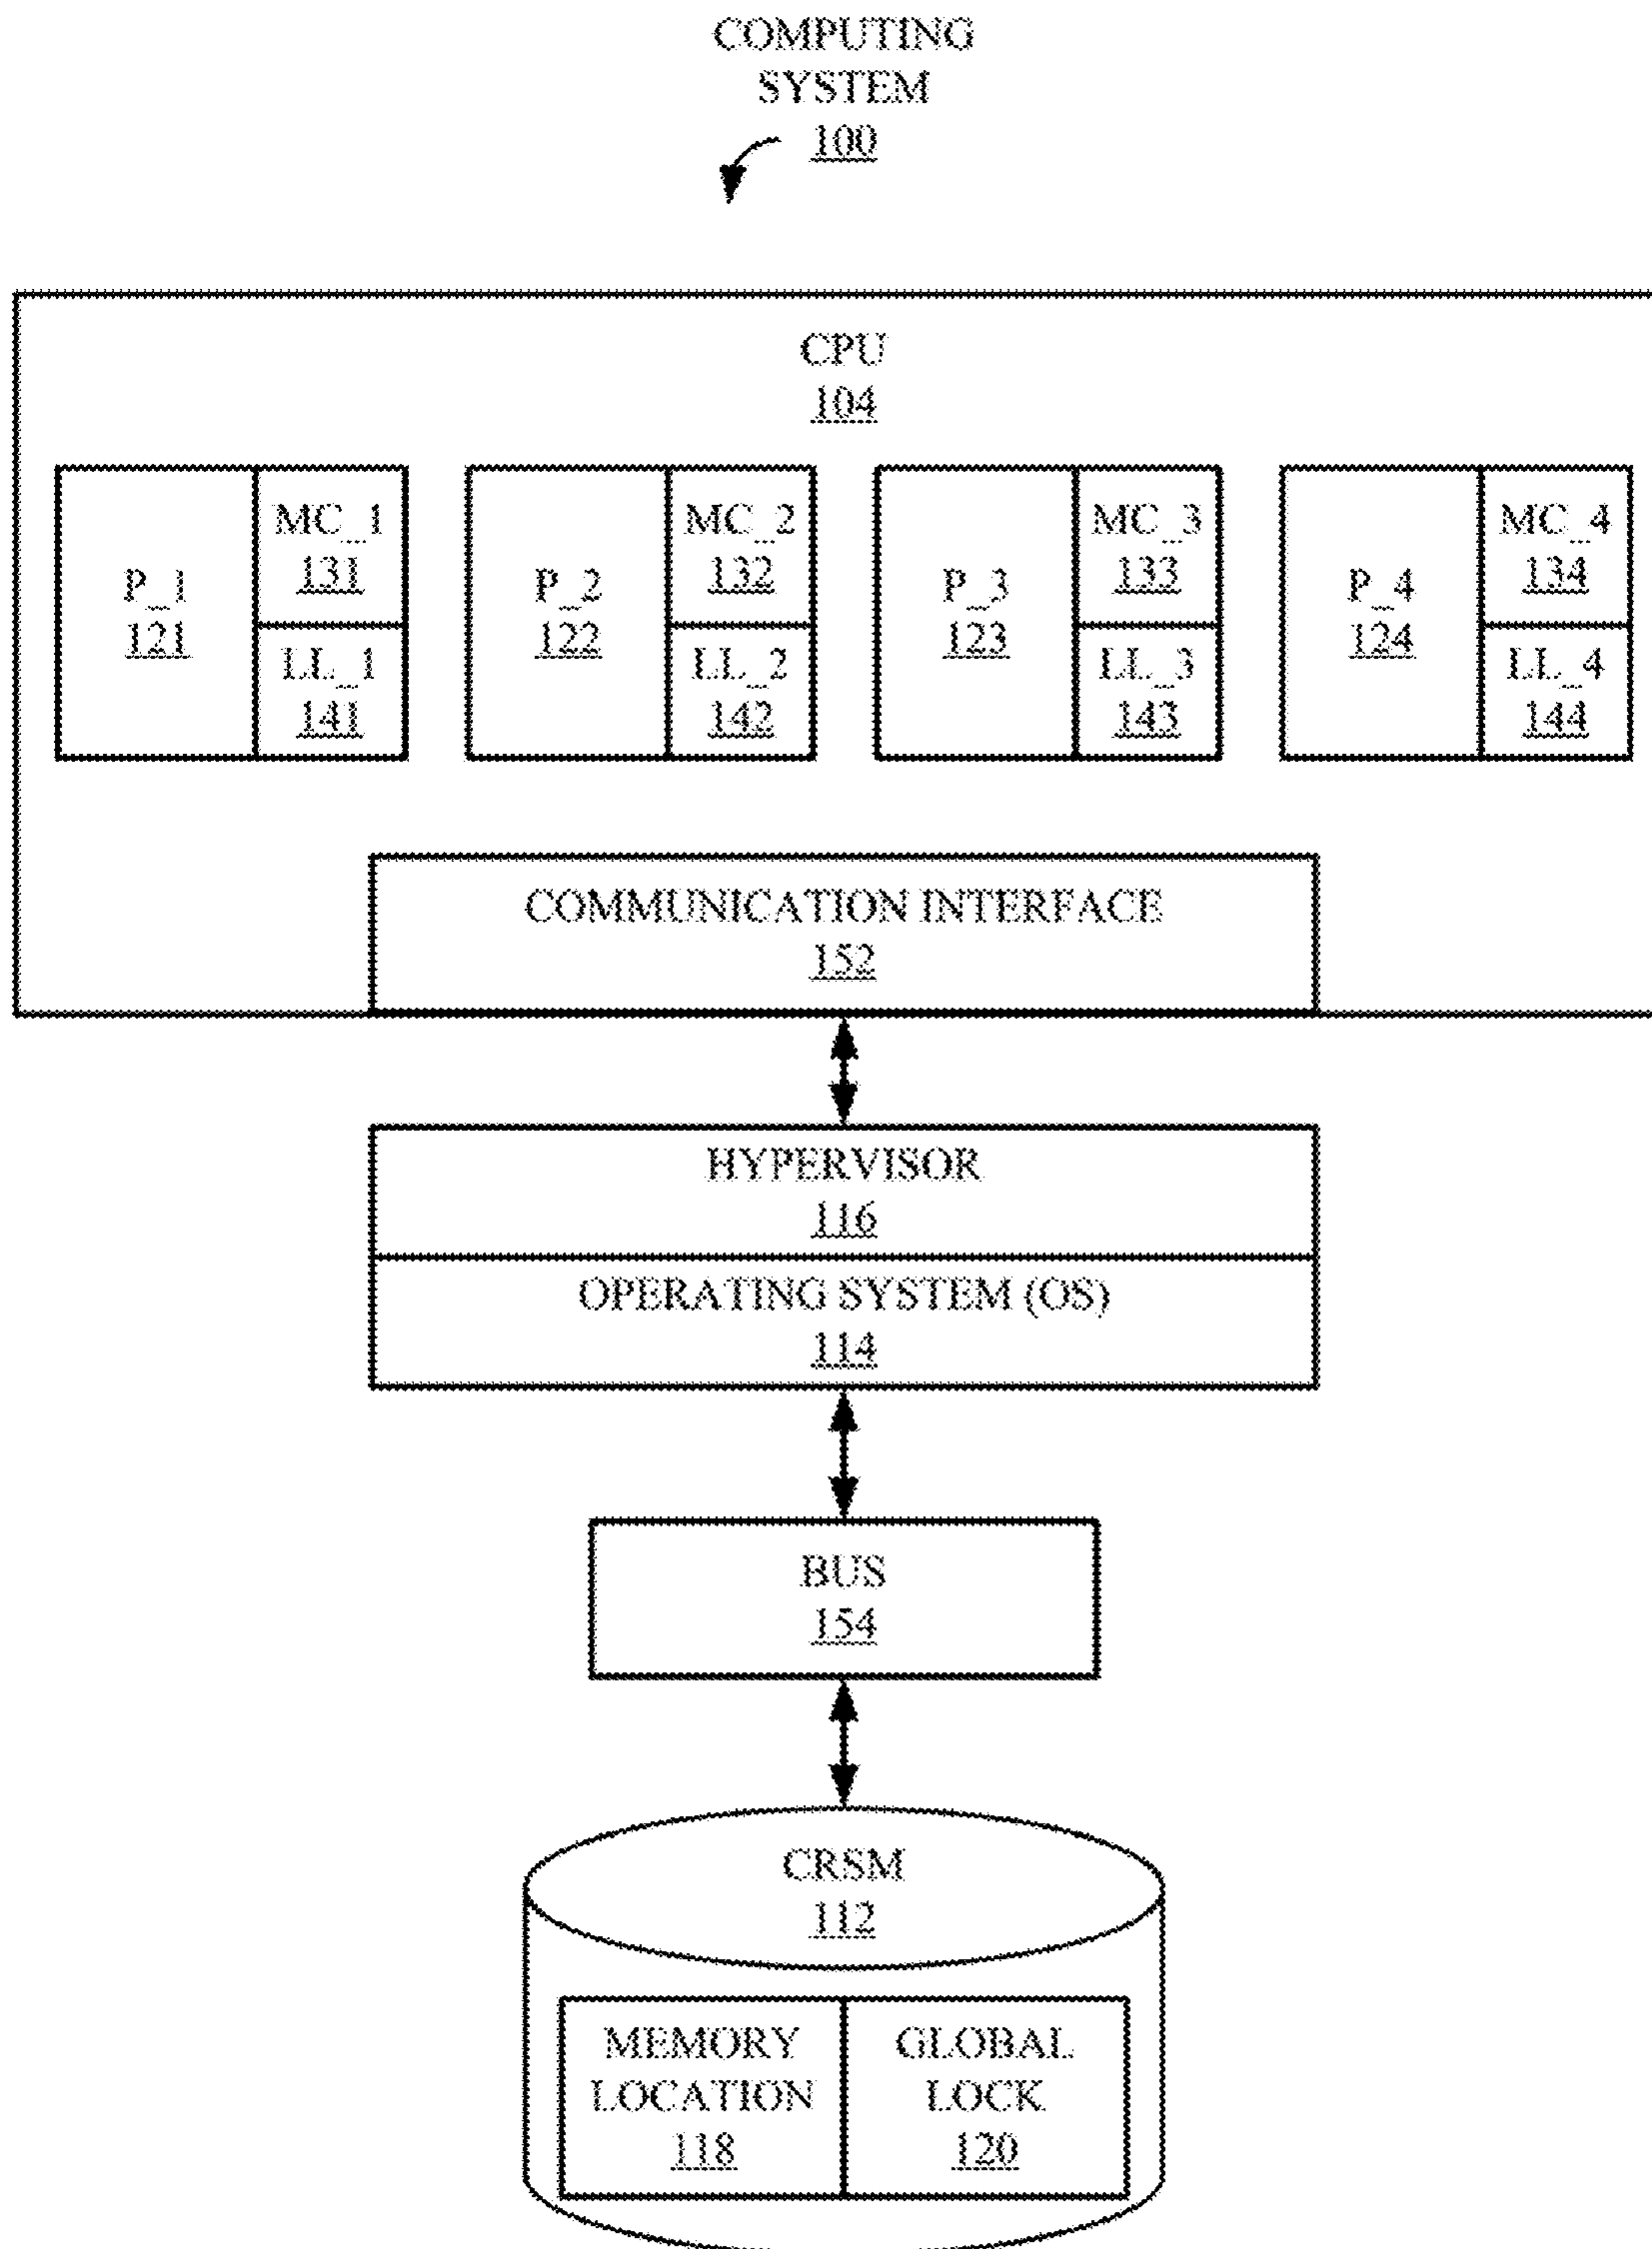 COMPUTING
SYSTEM
100
CPU
104
P_1
121
MC_1
131
LL_1
141
P_2
122
MC_2
132
LL_2
142
P_3
123
MC_3
133
LL_3
143
P_4
124
MC_4
134
LL_4
144
COMMUNICATION INTERFACE
152
HYPERVISOR
116
OPERATING SYSTEM (OS)
114
BUS
154
CRSM
112
MEMORY
LOCATION
118
GLOBAL
LOCK
120